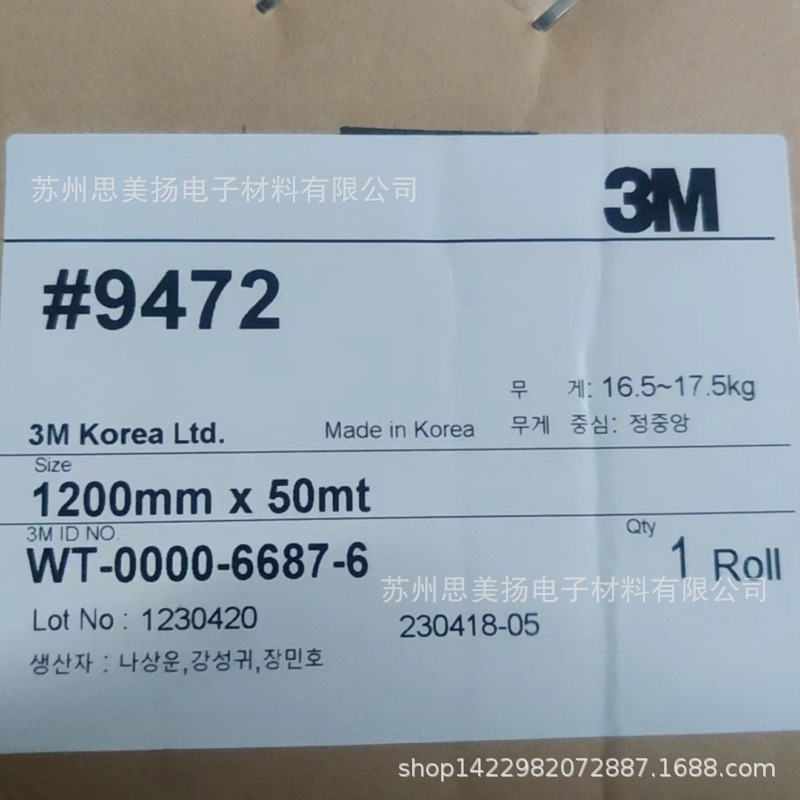 苏州思美扬电子材料有限公司
3M
#9472
무 게: 16.5~17.5kg
3M Korea Ltd.
Made in Korea
무게 중심: 정중앙
Size
1200mm x 50mt
3M ID NO.
Qty
WT-0000-6687-6
1 Roll
苏州思美扬电子材料有限公司
Lot No : 1230420
230418-05
생산자 : 나상운,강성귀,장민호
shop1422982072887.1688.com